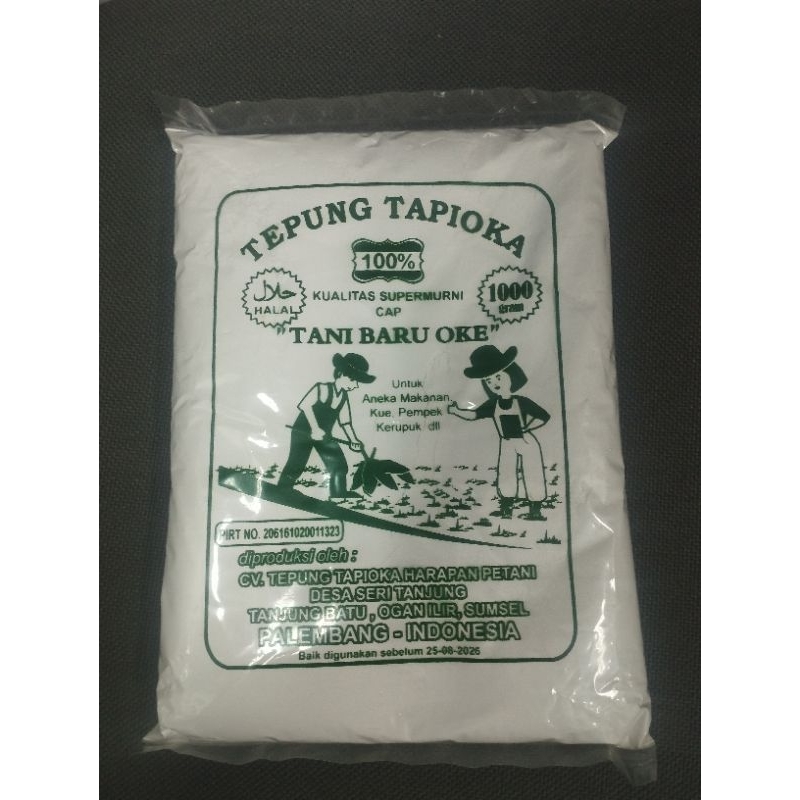 TEPUNG TAPIOKA
100%
حلال
HALAL
KUALITAS SUPERMURNI
CAP
1000
gram
"TANI BARU OKE"
Untuk
Aneka Makanan
Kue, Pempek
Kerupuk dll
PIRT NO. 206161020011323
diproduksi oleh :
CV. TEPUNG TAPIOKA HARAPAN PETANI
DESA SERI TANJUNG
TANJUNG BATU , OGAN ILIR, SUMSEL
PALEMBANG - INDONESIA
Baik digunakan sebelum 25-08-2026